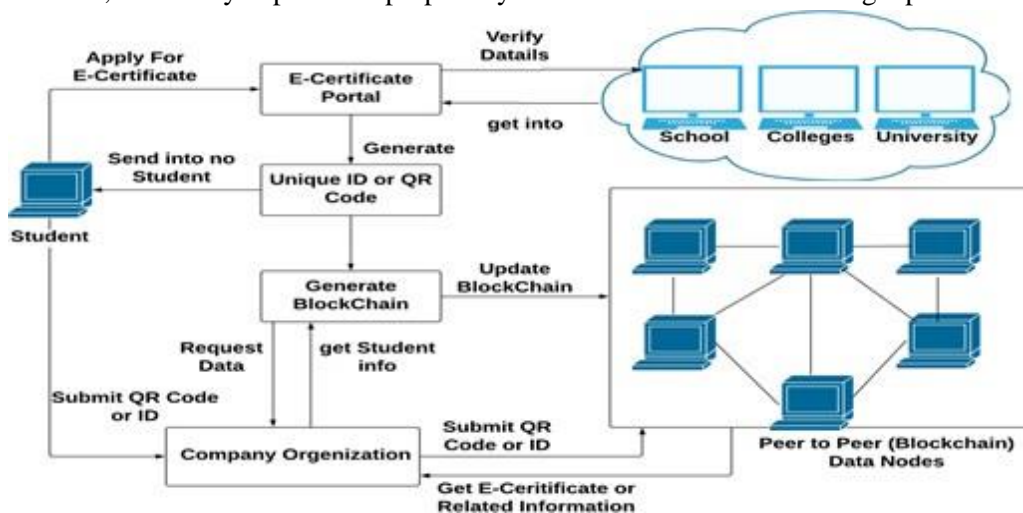 Apply For
E-Certificate
E-Certificate
Portal
Verify
Datails
get into
School Colleges University
Generate
Send into no
Student
Unique ID or QR
Code
Student
Generate
BlockChain
Update
BlockChain
Request
Data
get Student
info
Submit QR Code
or ID
Company Orgenization
Submit QR
Code or ID
Get E-Ceritificate or
Related Information
Peer to Peer (Blockchain)
Data Nodes